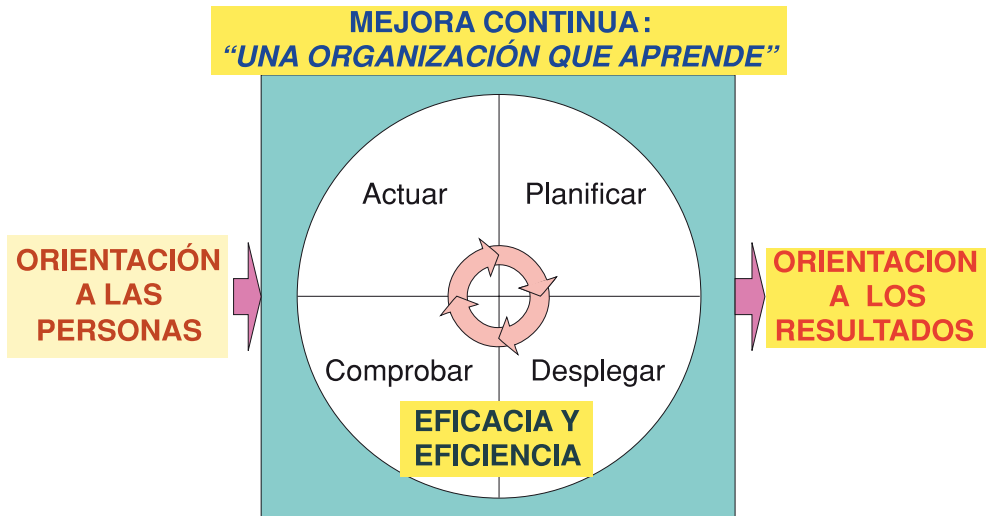 MEJORA CONTINUA:
“UNA ORGANIZACIÓN QUE APRENDE”
Actuar
Planificar
ORIENTACIÓN
A LAS
PERSONAS
ORIENTACION
A LOS
RESULTADOS
Comprobar
Desplegar
EFICACIA Y
EFICIENCIA